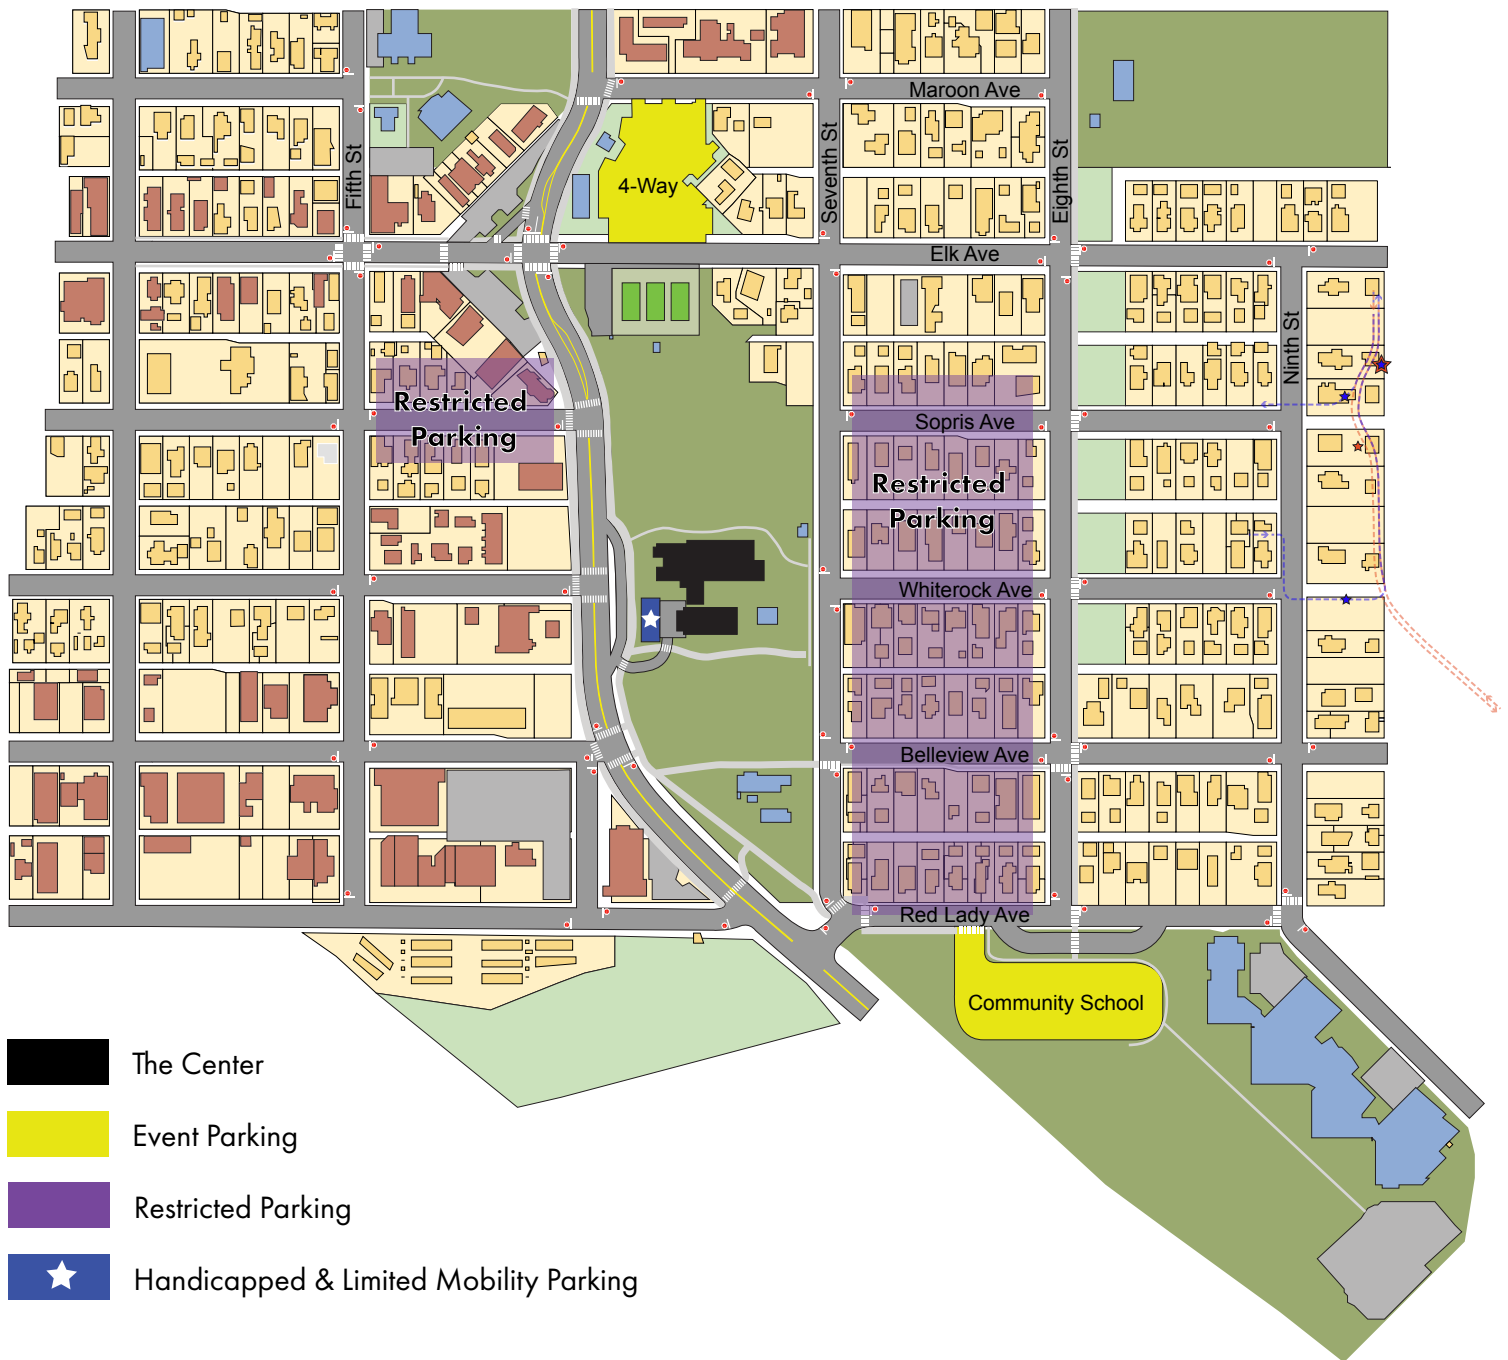 Maroon Ave
Fifth St
4-Way
Seventh St
Eighth St
Elk Ave
Ninth St
Restricted
Parking
Sopris Ave
Restricted
Parking
Whiterock Ave
Belleview Ave
Red Lady Ave
Community School
The Center
Event Parking
Restricted Parking
Handicapped & Limited Mobility Parking